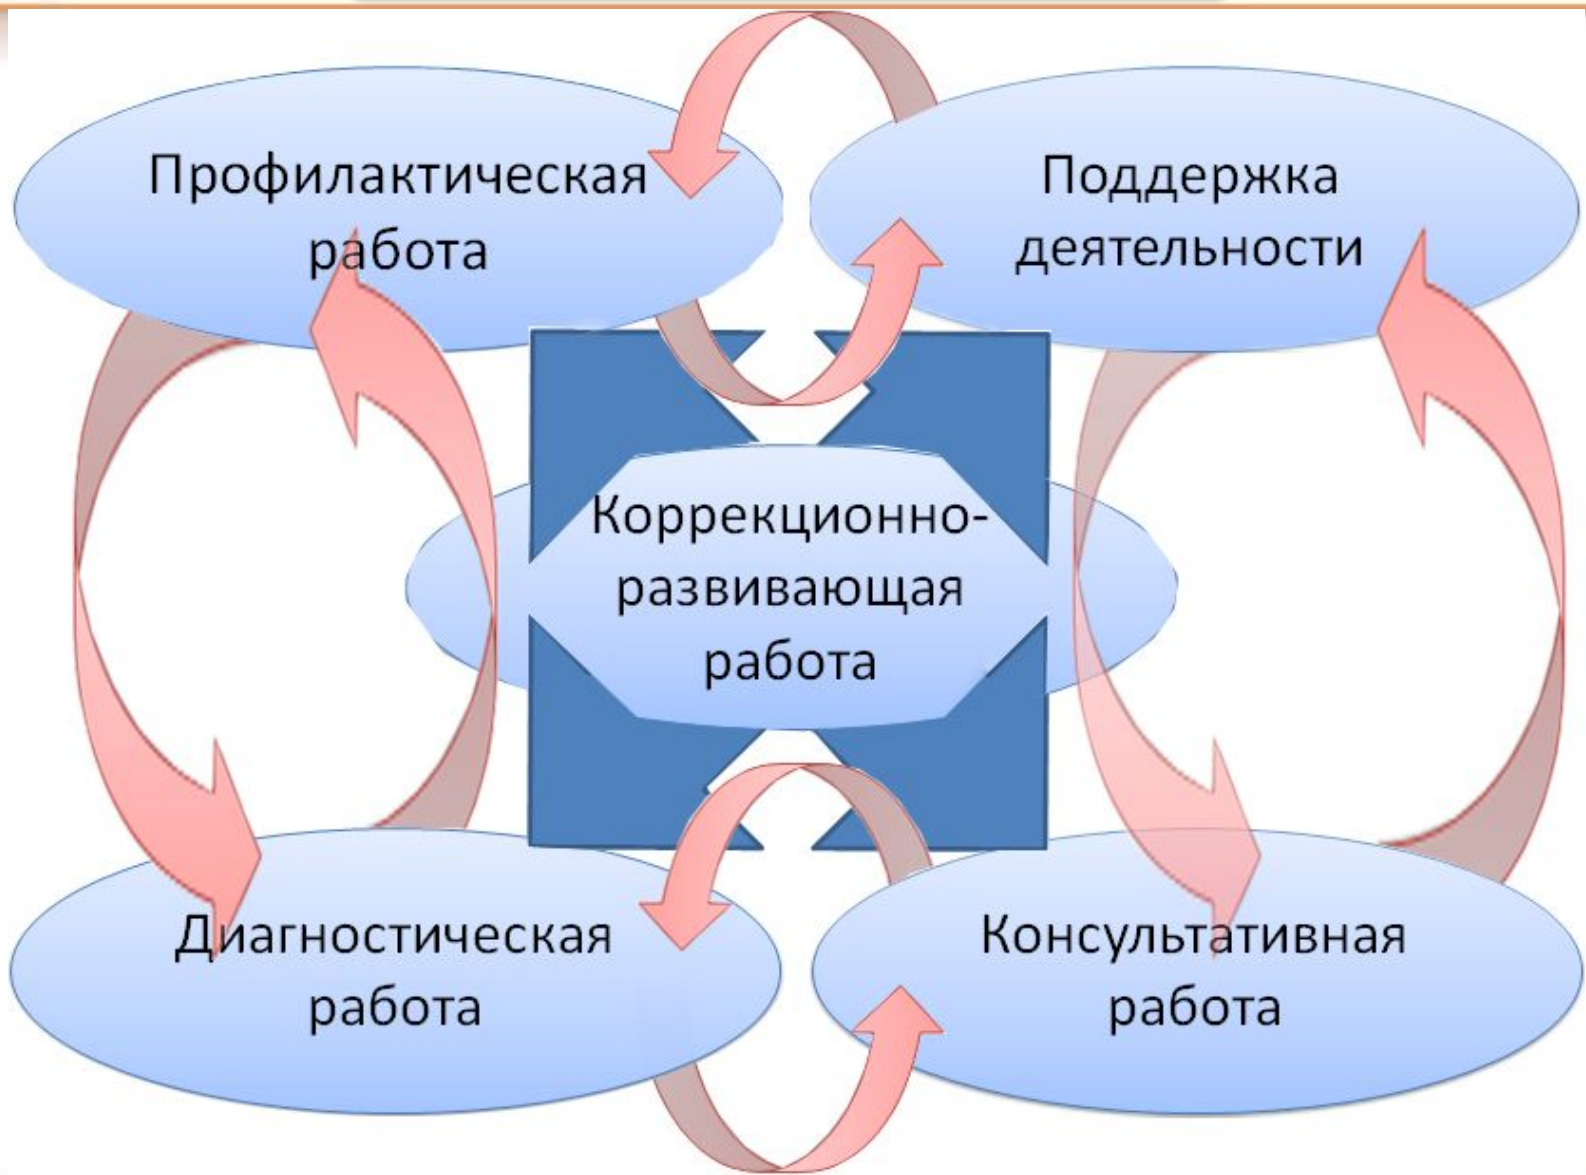 Профилактическая
работа
Поддержка
деятельности
Коррекционно-
развивающая
работа
Диагностическая
работа
Консультативная
работа